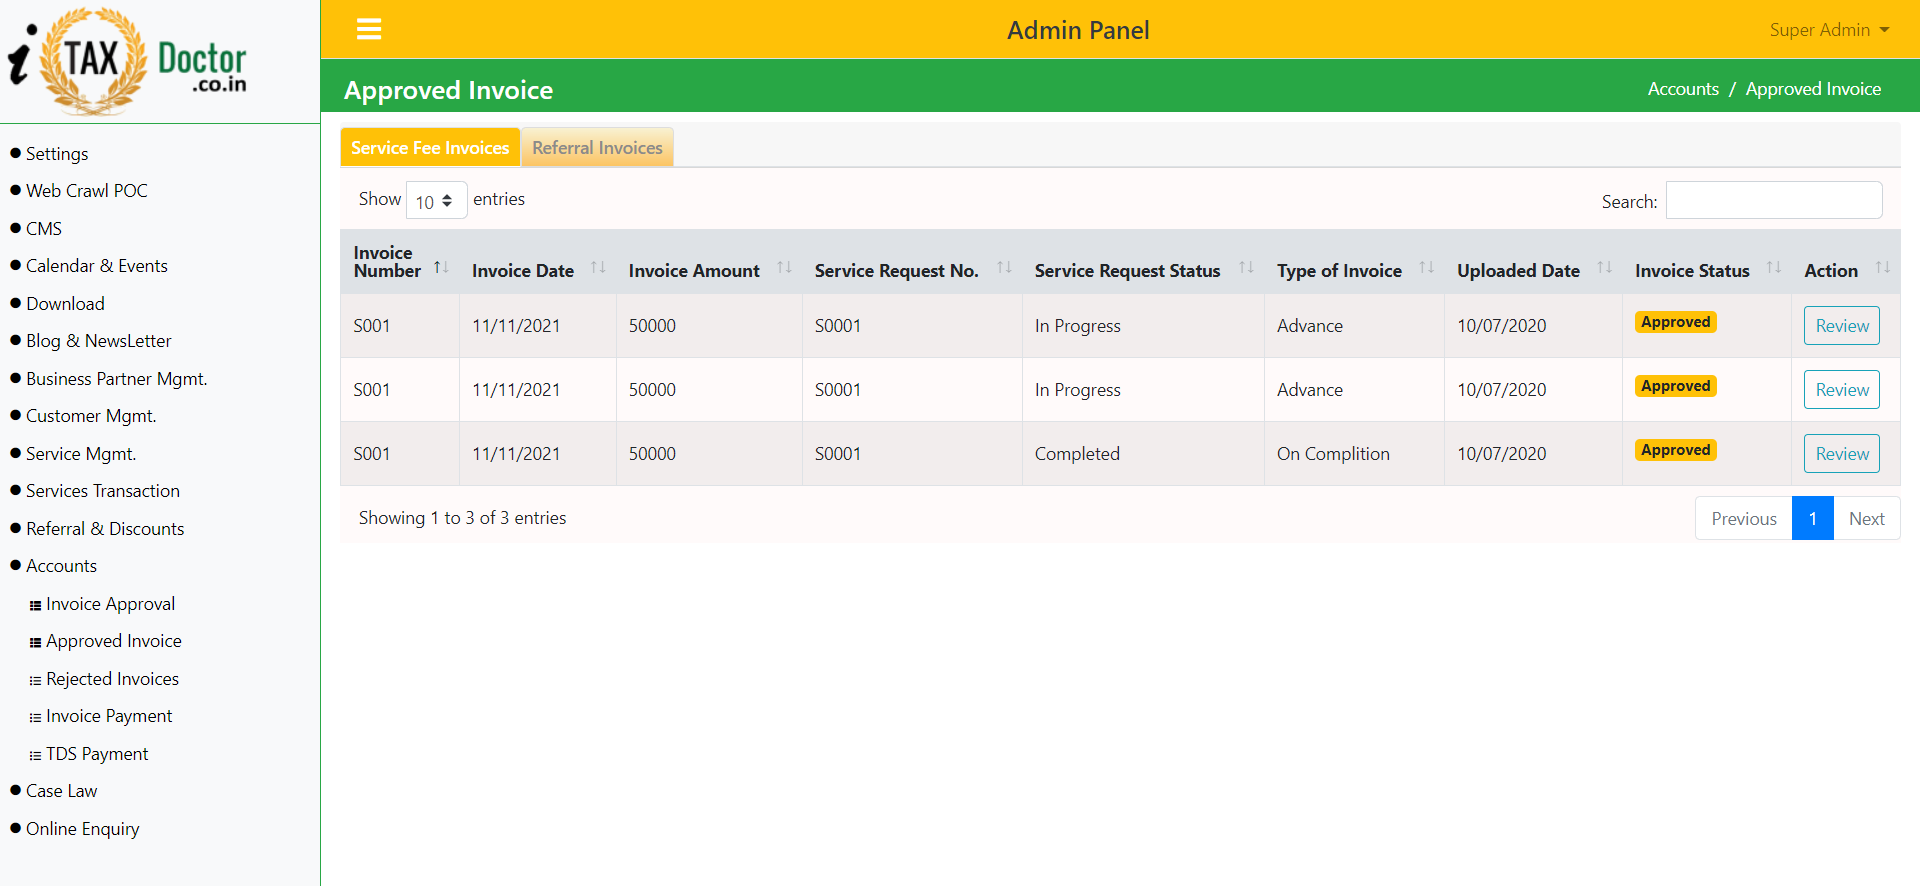 i TAX Doctor
.co.in
Settings
Web Crawl POC
CMS
Calendar & Events
Download
Blog & NewsLetter
Business Partner Mgmt.
Customer Mgmt.
Service Mgmt.
Services Transaction
Referral & Discounts
Accounts
Invoice Approval
Approved Invoice
Rejected Invoices
Invoice Payment
TDS Payment
Case Law
Online Enquiry
Admin Panel
Super Admin
Approved Invoice
Accounts / Approved Invoice
Service Fee Invoices Referral Invoices
Show 10 entries
Search:
Invoice Number Invoice Date Invoice Amount Service Request No. Service Request Status Type of Invoice Uploaded Date Invoice Status Action
S001 11/11/2021 50000 S0001 In Progress Advance 10/07/2020 Approved Review
S001 11/11/2021 50000 S0001 In Progress Advance 10/07/2020 Approved Review
S001 11/11/2021 50000 S0001 Completed On Complition 10/07/2020 Approved Review
Showing 1 to 3 of 3 entries
Previous 1 Next